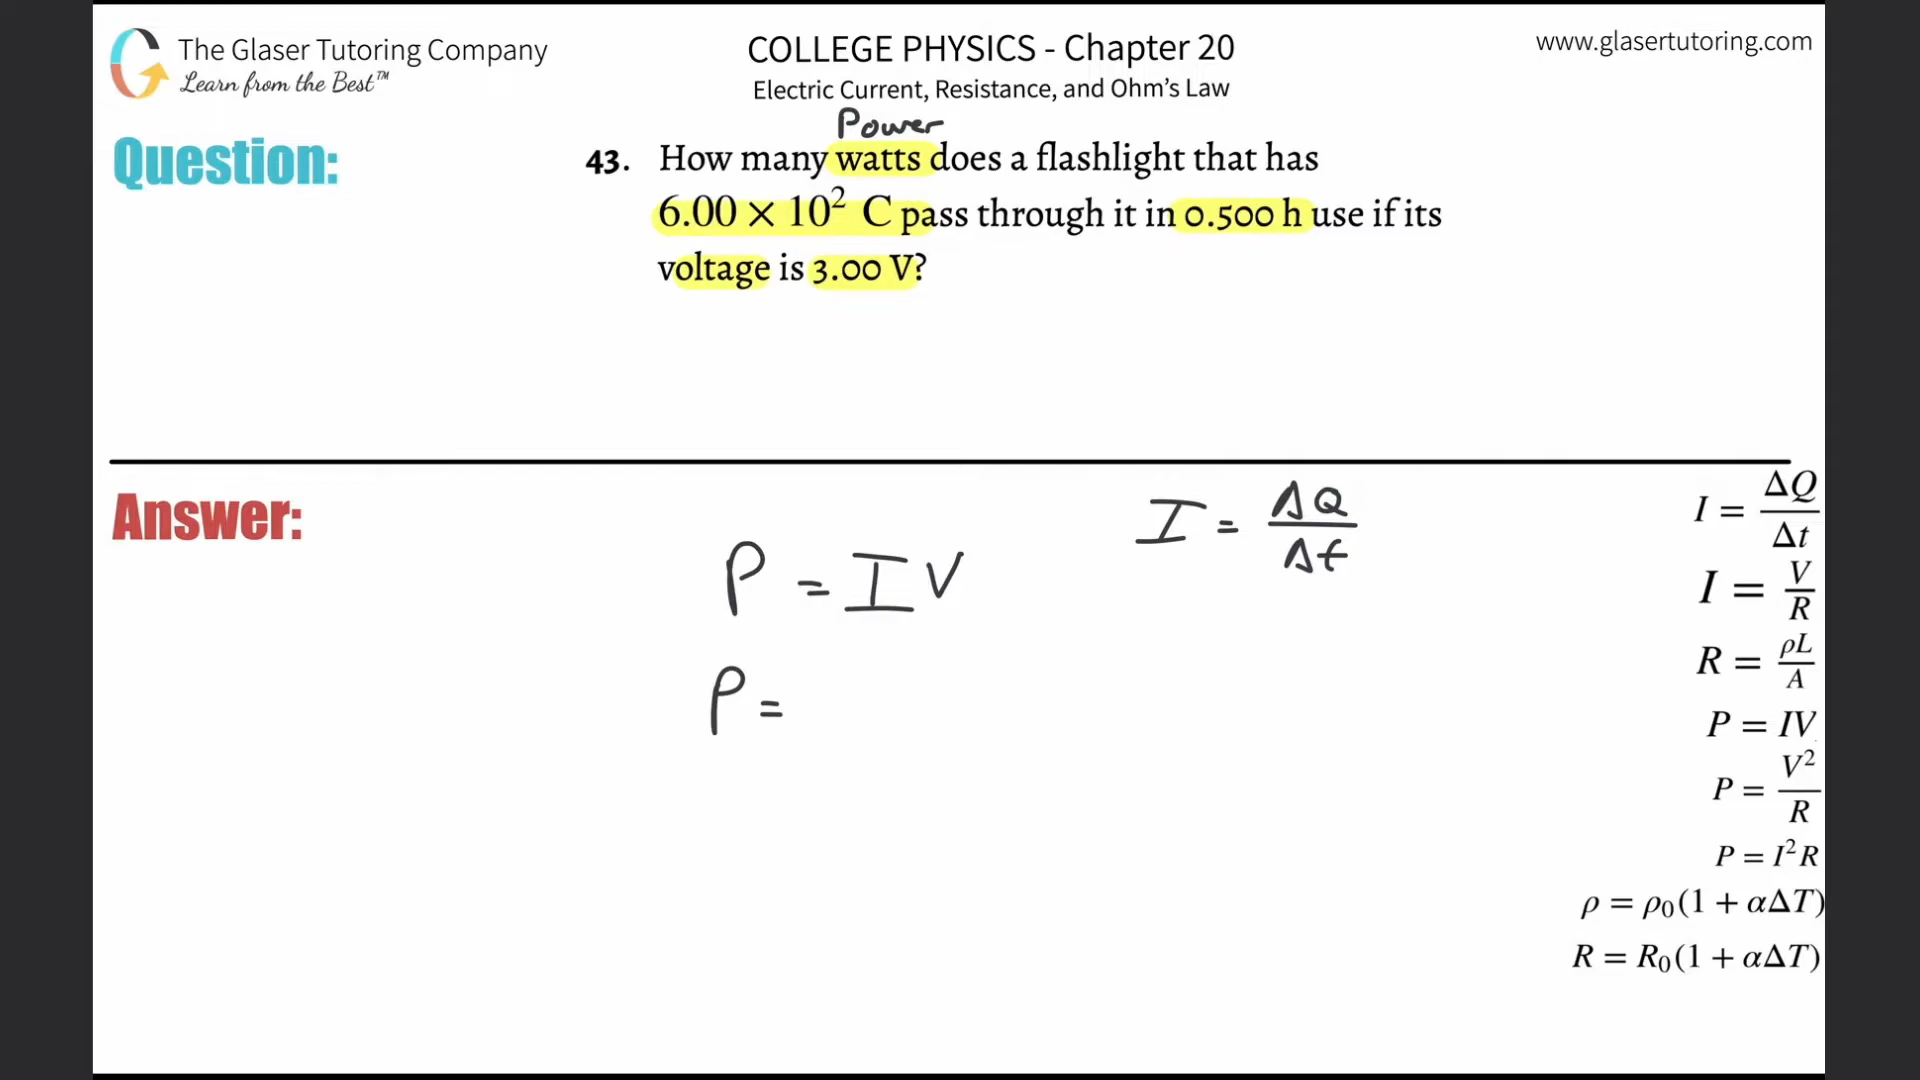 The Glaser Tutoring Company
Learn from the Best™
COLLEGE PHYSICS - Chapter 20
Electric Current, Resistance, and Ohm's Law
www.glasertutoring.com
Question:
Power
43. How many watts does a flashlight that has
6.00 × 10² C pass through it in 0.500 h use if its
voltage is 3.00 V?
Answer:
P = IV
I = ΔQ/Δt
P =
I = ΔQ/Δt
I = V/R
R = ρL/A
P = IV
P = V²/R
P = I²R
ρ = ρ₀(1 + αΔT)
R = R₀(1 + αΔT)